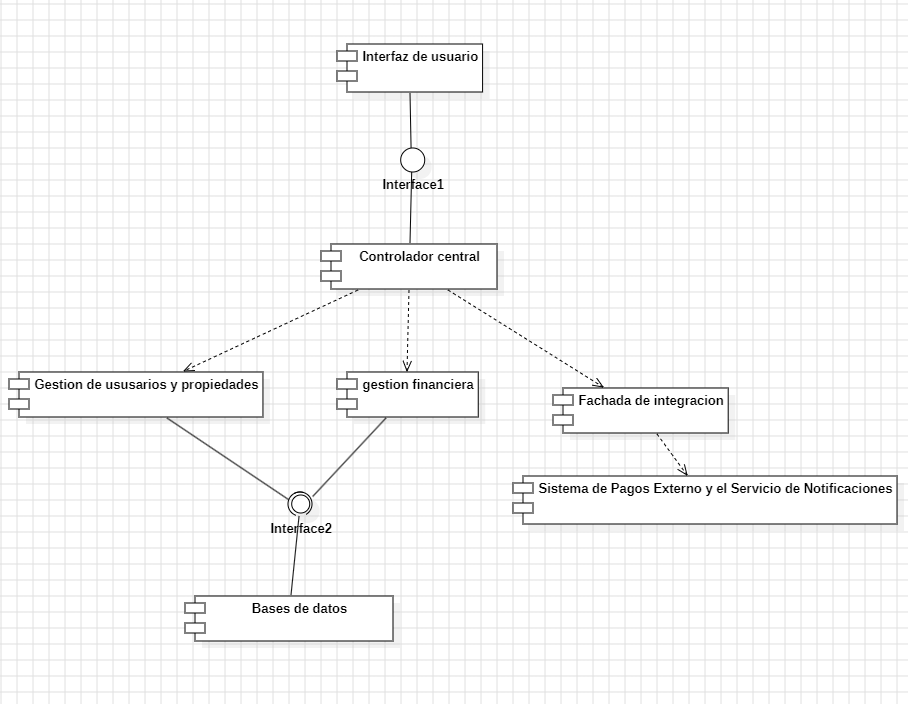 Interfaz de usuario
Interface1
Controlador central
Gestion de ususarios y propiedades
gestion financiera
Fachada de integracion
Sistema de Pagos Externo y el Servicio de Notificaciones
Interface2
Bases de datos